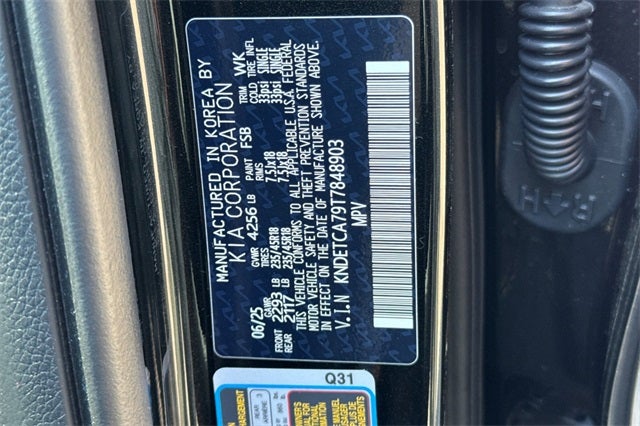 MANUFACTURED IN KOREA BY
KIA CORPORATION
06/25 GVWR 4256 LB PAINT FSB TRIM WK
GAWR TIRES RIMS COLD TIRE INFL
FRONT 2293 LB 235/45R18 7.5Jx18 33psi SINGLE
REAR 2117 LB 235/45R18 7.5Jx18 33psi SINGLE
THIS VEHICLE CONFORMS TO ALL APPLICABLE U.S.A. FEDERAL
MOTOR VEHICLE SAFETY AND THEFT PREVENTION STANDARDS
IN EFFECT ON THE DATE OF MANUFACTURE SHOWN ABOVE.
V.I.N KNDETCA79T7848903
MPV
Q31
REAR
3
R→H